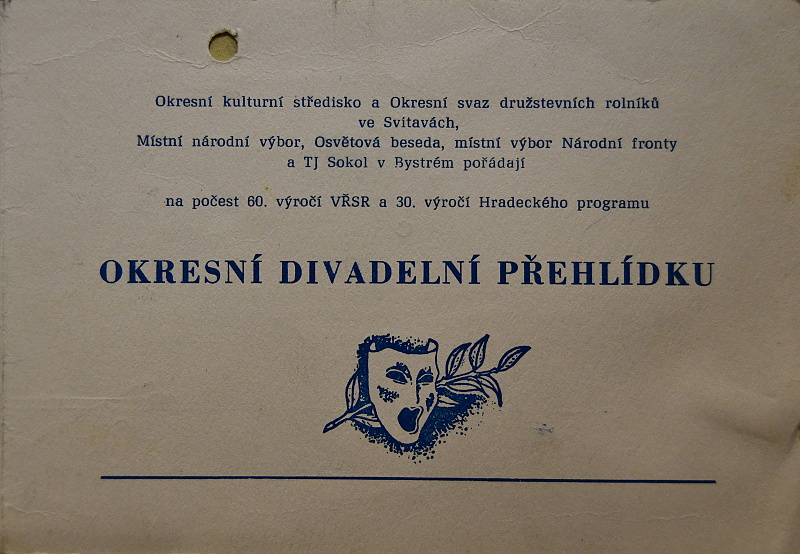 Okresní kulturní středisko a Okresní svaz družstevních rolníků
ve Svitavách,
Místní národní výbor, Osvětová beseda, místní výbor Národní fronty
a TJ Sokol v Bystrém pořádají
na počest 60. výročí VŘSR a 30. výročí Hradeckého programu
OKRESNÍ DIVADELNÍ PŘEHLÍDKU